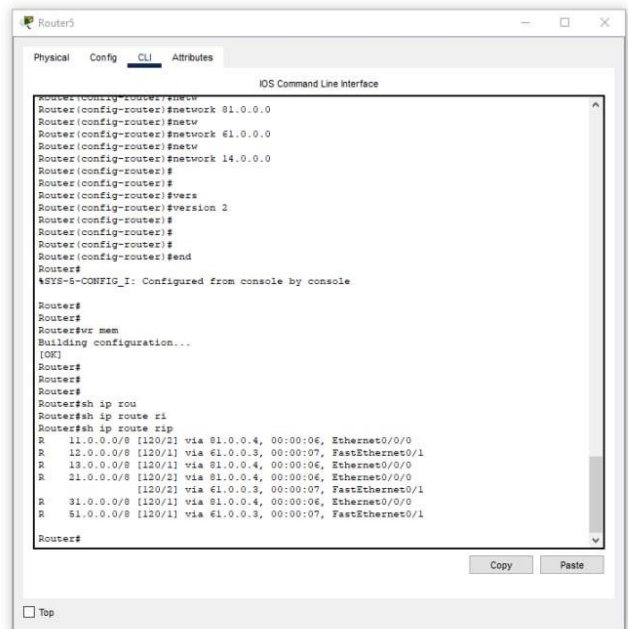 Router5
Physical Config CLI Attributes
IOS Command Line Interface
Router(config-router)#netw
Router(config-router)#network 81.0.0.0
Router(config-router)#netw
Router(config-router)#network 61.0.0.0
Router(config-router)#netw
Router(config-router)#network 14.0.0.0
Router(config-router)#
Router(config-router)#
Router(config-router)#vers
Router(config-router)#version 2
Router(config-router)#
Router(config-router)#
Router(config-router)#
Router(config-router)#end
Router#
%SYS-5-CONFIG_I: Configured from console by console
Router#
Router#
Router#wr mem
Building configuration...
[OK]
Router#
Router#
Router#
Router#sh ip rou
Router#sh ip route ri
Router#sh ip route rip
R 11.0.0.0/8 [120/2] via 81.0.0.4, 00:00:06, Ethernet0/0/0
R 12.0.0.0/8 [120/1] via 61.0.0.3, 00:00:07, FastEthernet0/1
R 13.0.0.0/8 [120/1] via 81.0.0.4, 00:00:06, Ethernet0/0/0
R 21.0.0.0/8 [120/2] via 81.0.0.4, 00:00:06, Ethernet0/0/0
[120/2] via 61.0.0.3, 00:00:07, FastEthernet0/1
R 31.0.0.0/8 [120/1] via 81.0.0.4, 00:00:06, Ethernet0/0/0
R 51.0.0.0/8 [120/1] via 61.0.0.3, 00:00:07, FastEthernet0/1
Router#
Copy Paste
Top